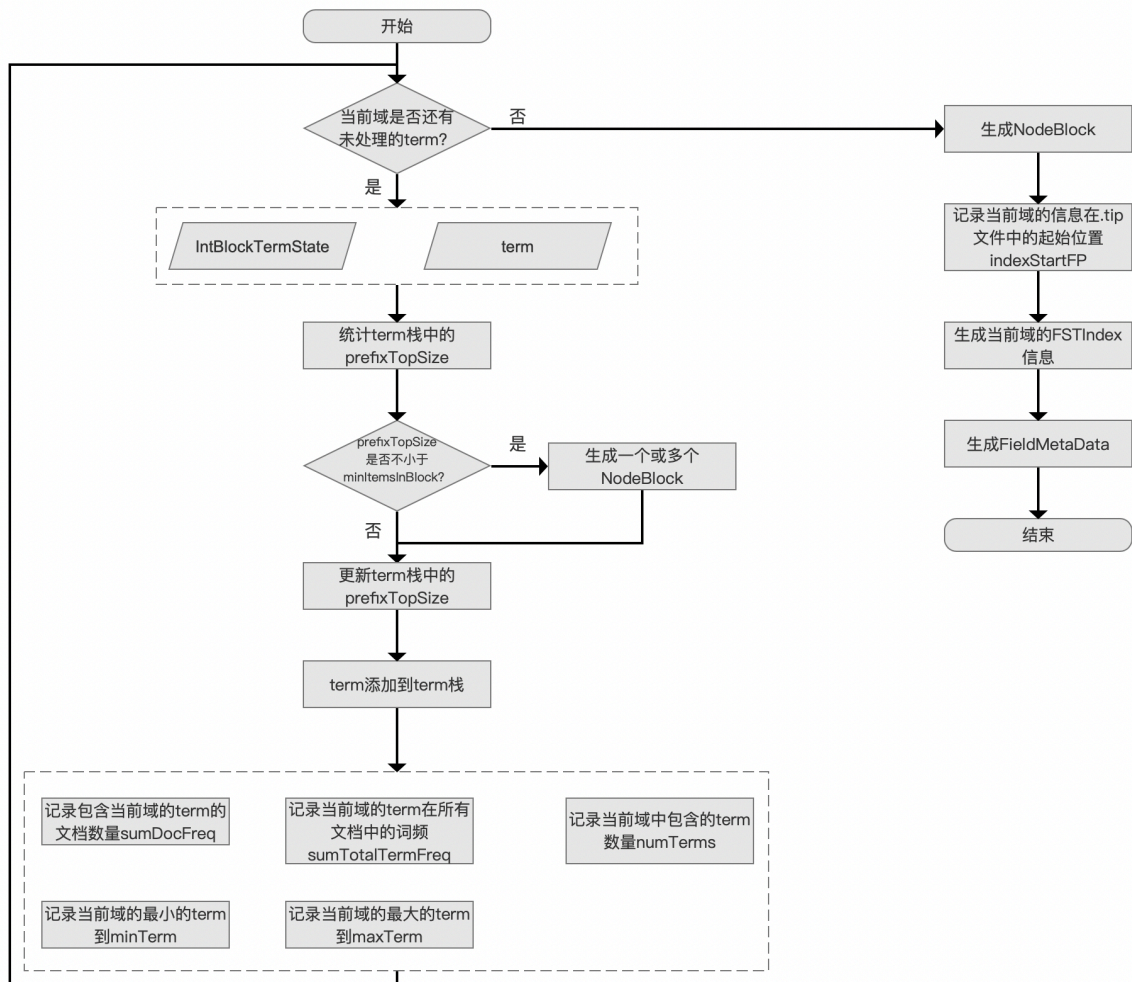 开始
当前域是否还有
未处理的term?
否
是
IntBlockTermState
term
统计term栈中的
prefixTopSize
prefixTopSize
是否不小于
minItemsInBlock?
是
生成一个或多个
NodeBlock
否
更新term栈中的
prefixTopSize
term添加到term栈
记录包含当前域的term的
文档数量sumDocFreq
记录当前域的term在所有
文档中的词频
sumTotalTermFreq
记录当前域中包含的term
数量numTerms
记录当前域的最小的term
到minTerm
记录当前域的最大的term
到maxTerm
生成NodeBlock
记录当前域的信息在.tip
文件中的起始位置
indexStartFP
生成当前域的FSTIndex
信息
生成FieldMetaData
结束